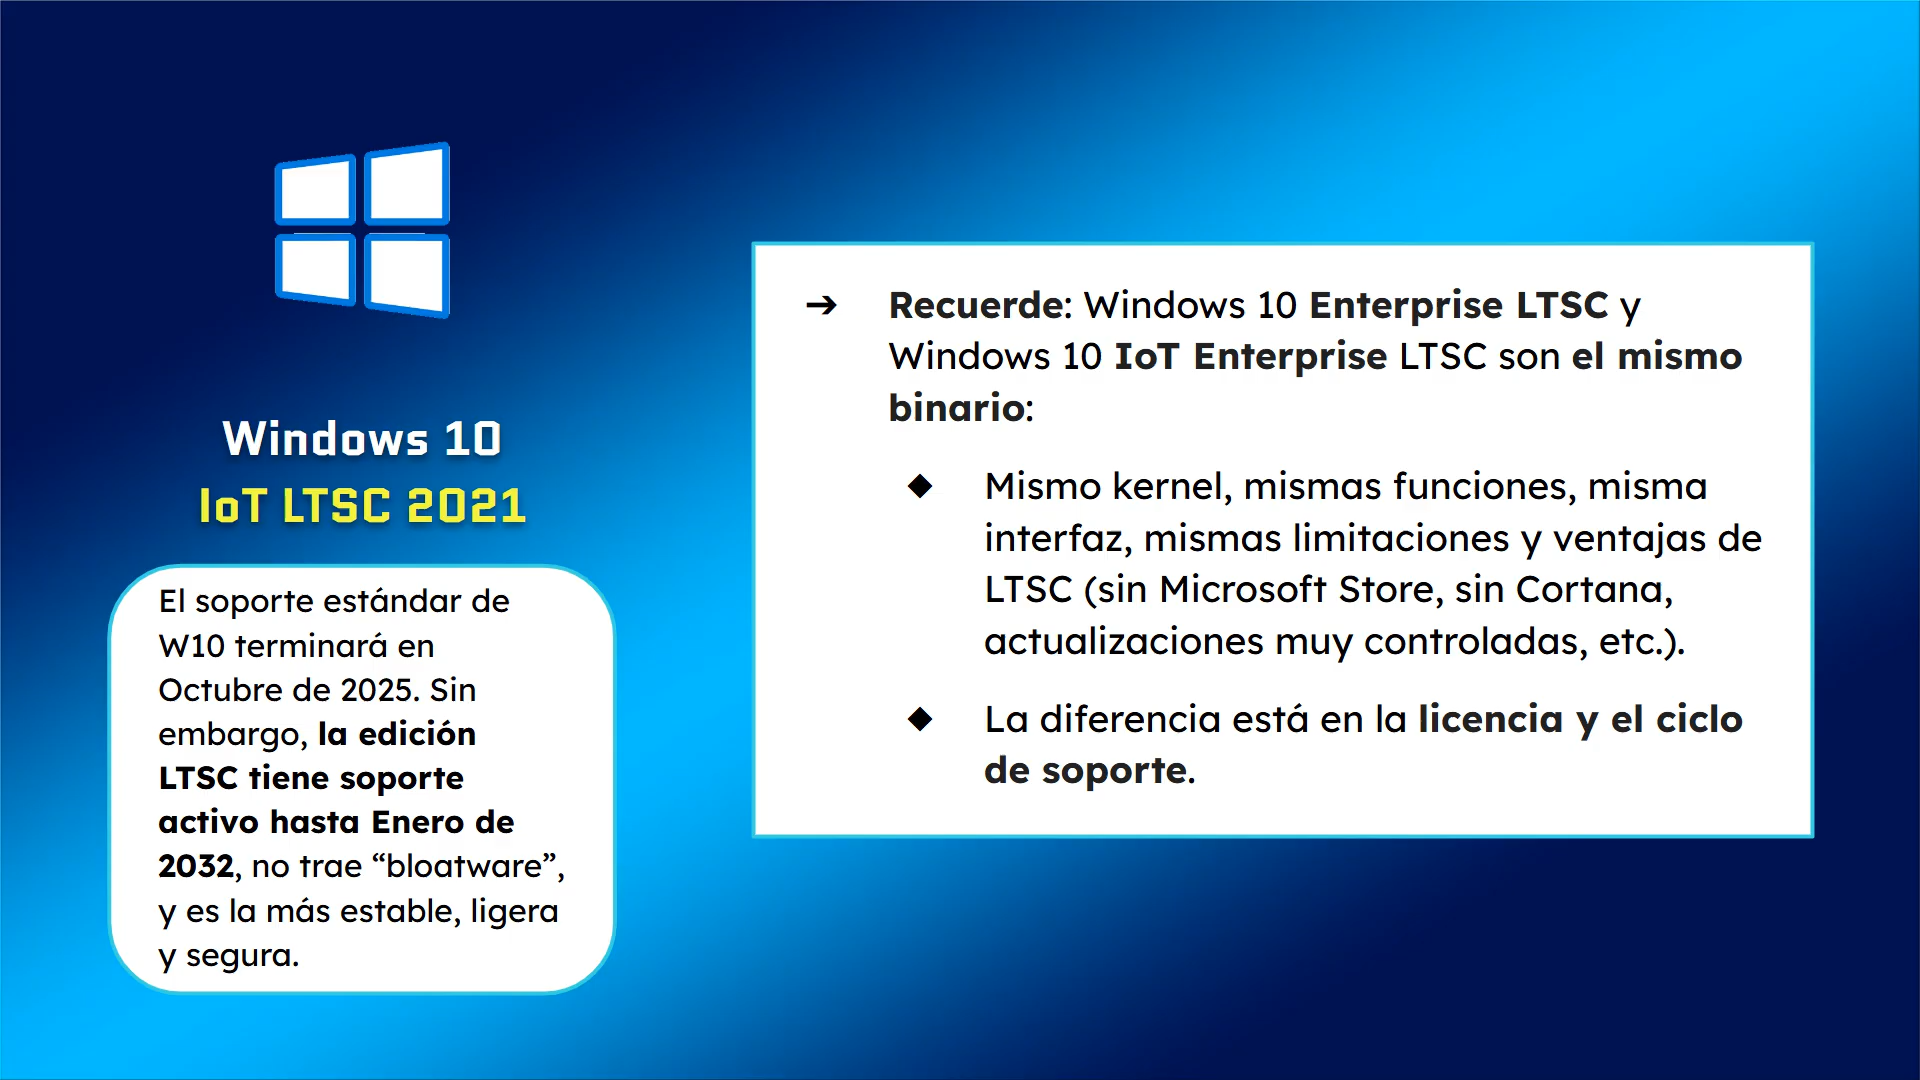 Windows 10
IoT LTSC 2021
El soporte estándar de
W10 terminará en
Octubre de 2025. Sin
embargo, la edición
LTSC tiene soporte
activo hasta Enero de
2032, no trae “bloatware”,
y es la más estable, ligera
y segura.
➔ Recuerde: Windows 10 Enterprise LTSC y
Windows 10 IoT Enterprise LTSC son el mismo
binario:
◆ Mismo kernel, mismas funciones, misma
interfaz, mismas limitaciones y ventajas de
LTSC (sin Microsoft Store, sin Cortana,
actualizaciones muy controladas, etc.).
◆ La diferencia está en la licencia y el ciclo
de soporte.